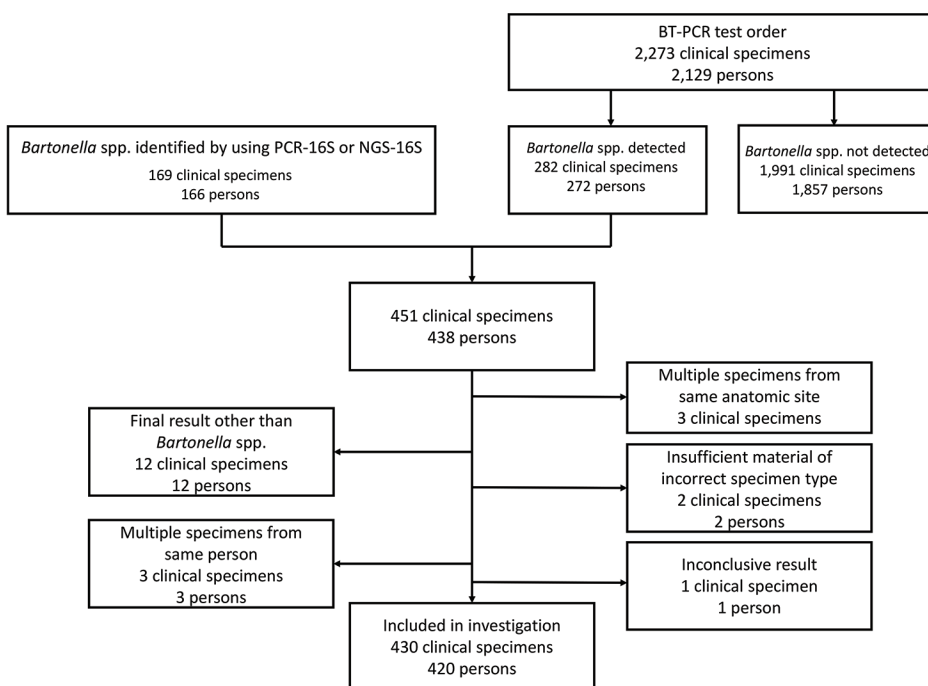 BT-PCR test order
2,273 clinical specimens
2,129 persons
Bartonella spp. identified by using PCR-16S or NGS-16S
169 clinical specimens
166 persons
Bartonella spp. detected
282 clinical specimens
272 persons
Bartonella spp. not detected
1,991 clinical specimens
1,857 persons
451 clinical specimens
438 persons
Multiple specimens from
same anatomic site
3 clinical specimens
Final result other than
Bartonella spp.
12 clinical specimens
12 persons
Insufficient material of
incorrect specimen type
2 clinical specimens
2 persons
Multiple specimens from
same person
3 clinical specimens
3 persons
Inconclusive result
1 clinical specimen
1 person
Included in investigation
430 clinical specimens
420 persons